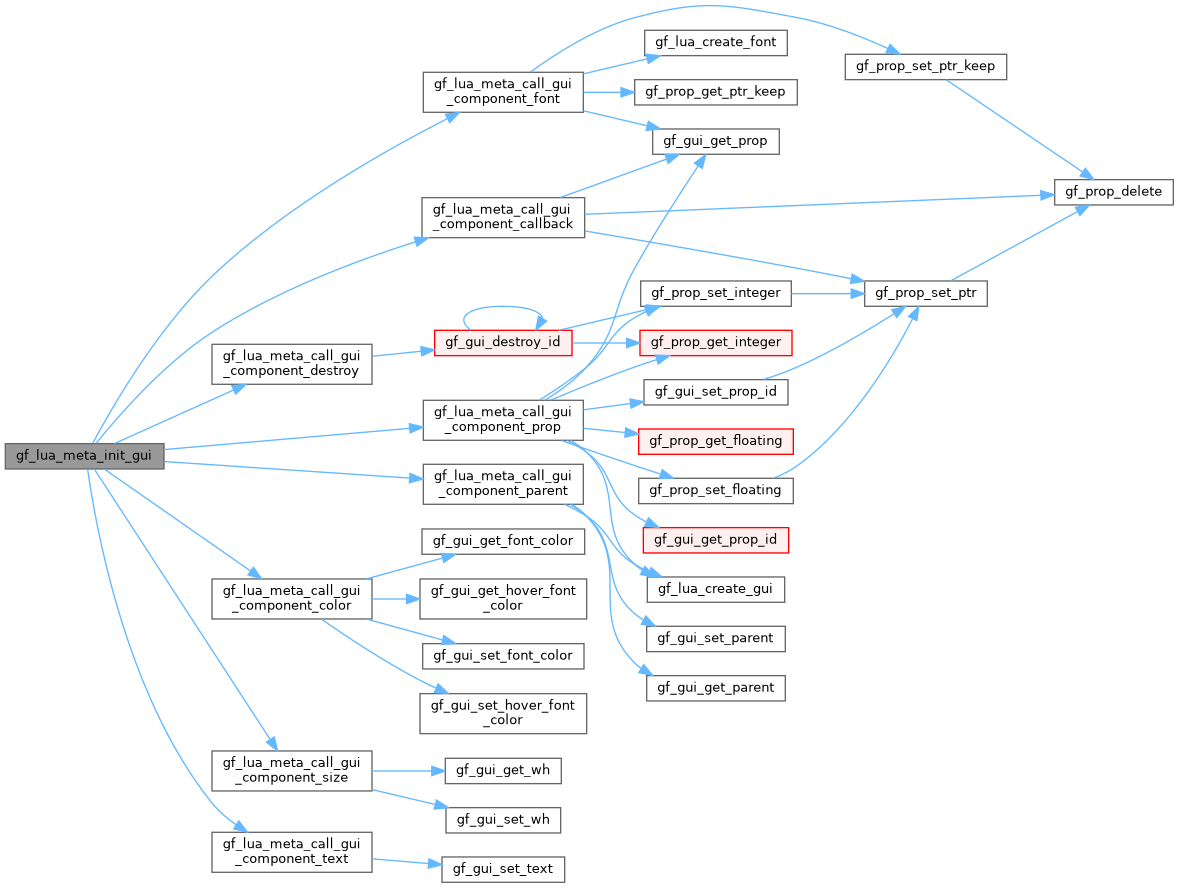 gf_lua_meta_init_gui
gf_lua_meta_call_gui
_component_font
gf_lua_create_font
gf_prop_get_ptr_keep
gf_gui_get_prop
gf_prop_set_ptr_keep
gf_prop_delete
gf_lua_meta_call_gui
_component_callback
gf_prop_set_ptr
gf_lua_meta_call_gui
_component_destroy
gf_gui_destroy_id
gf_prop_set_integer
gf_prop_get_integer
gf_lua_meta_call_gui
_component_prop
gf_gui_set_prop_id
gf_prop_get_floating
gf_prop_set_floating
gf_gui_get_prop_id
gf_lua_create_gui
gf_lua_meta_call_gui
_component_parent
gf_gui_set_parent
gf_gui_get_parent
gf_lua_meta_call_gui
_component_color
gf_gui_get_font_color
gf_gui_get_hover_font
_color
gf_gui_set_font_color
gf_gui_set_hover_font
_color
gf_lua_meta_call_gui
_component_size
gf_gui_get_wh
gf_gui_set_wh
gf_lua_meta_call_gui
_component_text
gf_gui_set_text